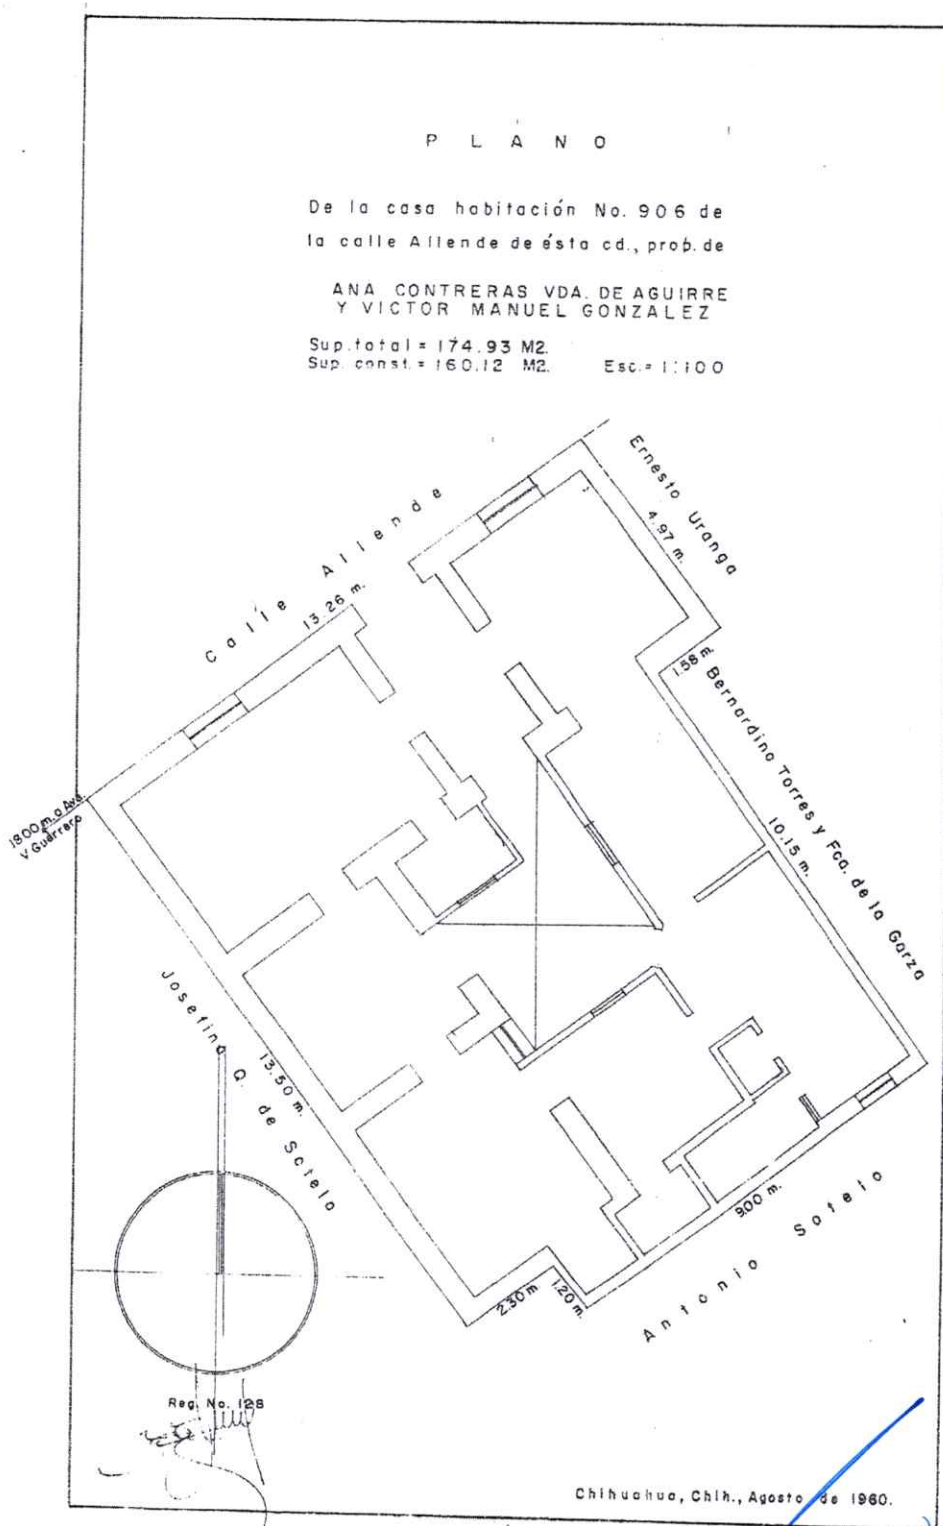 P L A N O
De la casa habitación No. 906 de
la calle Allende de ésta cd., prop. de
ANA CONTRERAS VDA. DE AGUIRRE
Y VICTOR MANUEL GONZALEZ
Sup. total = 174.93 M2.
Sup. const. = 160.12 M2. Esc. = 1:100
Calle Allende
13.26 m.
Ernesto Uranga
4.97 m.
1.58 m.
Bernardino Torres y Fca. de la Garza
10.15 m.
18.00 m. a Ave.
V Guerrero
Josefina Q. de Sotelo
13.50 m.
9.00 m.
Antonio Sotelo
2.30 m
1.20 m.
Reg. No. 128
Chihuahua, Chih., Agosto de 1960.